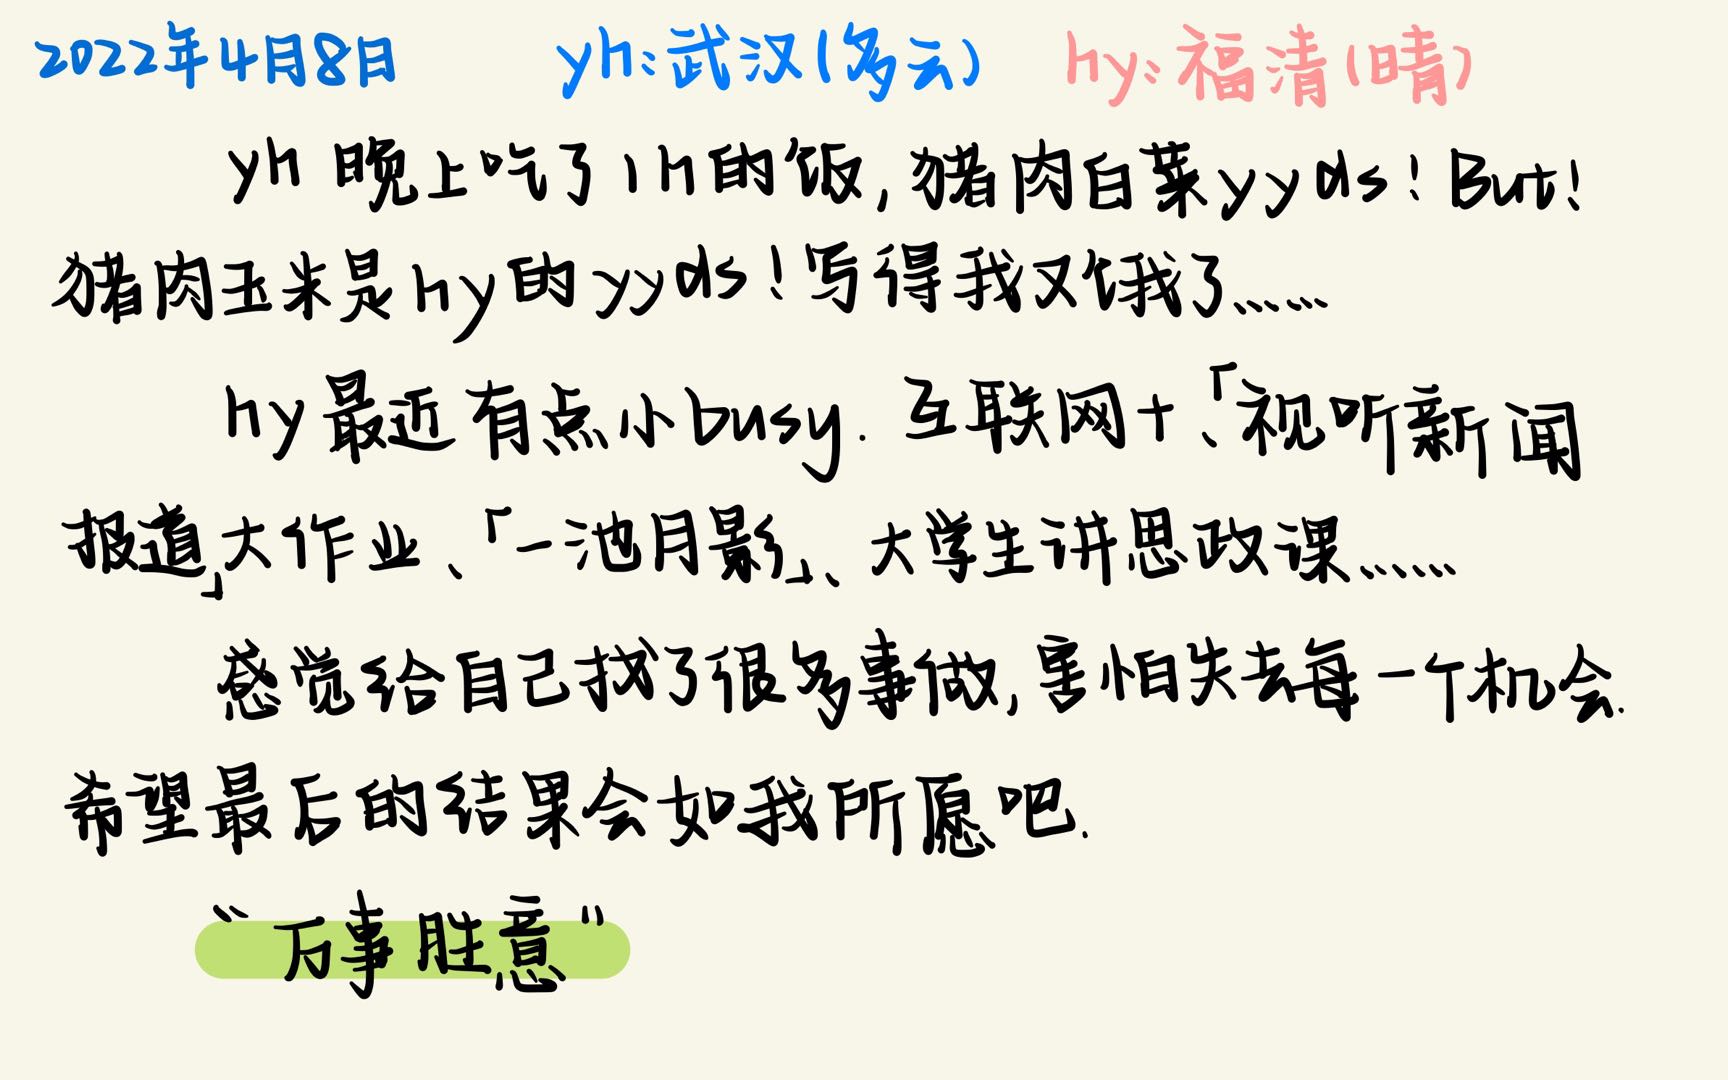 2022年4月8日 yh:武汉(多云) hy:福清(晴)
yh 晚上吃了1h的饭,猪肉白菜yyds!But!
猪肉玉米是hy的yyds!写得我又饿了……
hy最近有点小busy.互联网+、「视听新闻
报道」大作业、「一池月影」、大学生讲思政课……
感觉给自己找了很多事做,害怕失去每一个机会.
希望最后的结果会如我所愿吧.
“万事胜意”